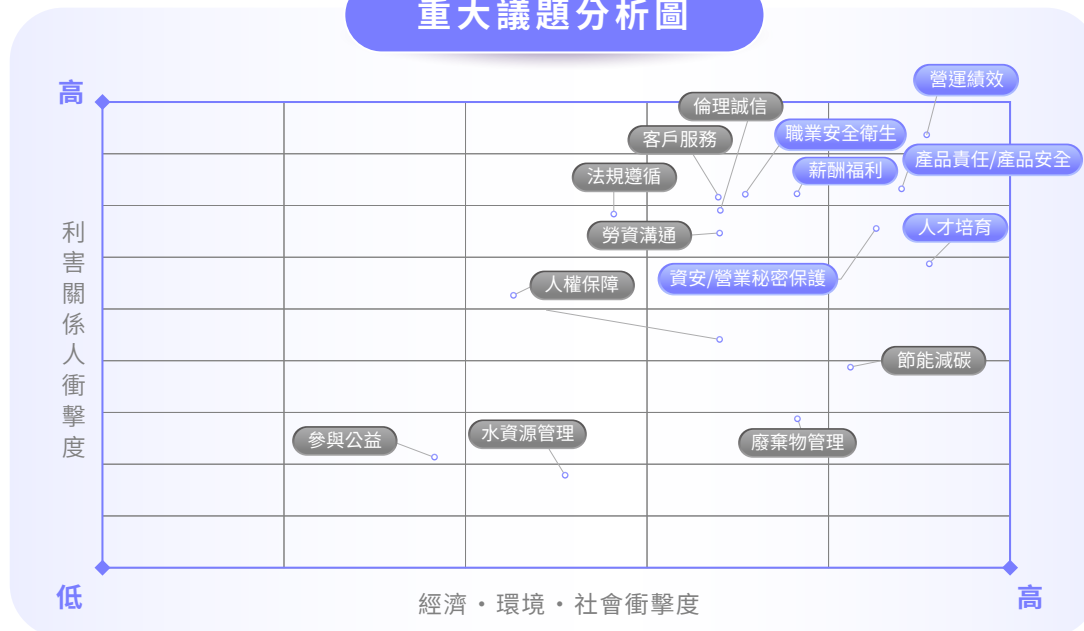 重大議題分析圖
高
營運績效
倫理誠信
職業安全衛生
客戶服務
產品責任/產品安全
薪酬福利
法規遵循
人才培育
勞資溝通
資安/營業秘密保護
人權保障
利害關係人衝擊度
節能減碳
水資源管理
參與公益
廢棄物管理
低
經濟・環境・社會衝擊度
高